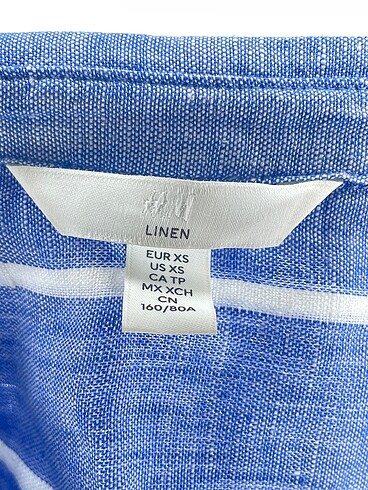 H&M
LINEN
EUR XS
US XS
CA TP
MX XCH
CN
160/80A